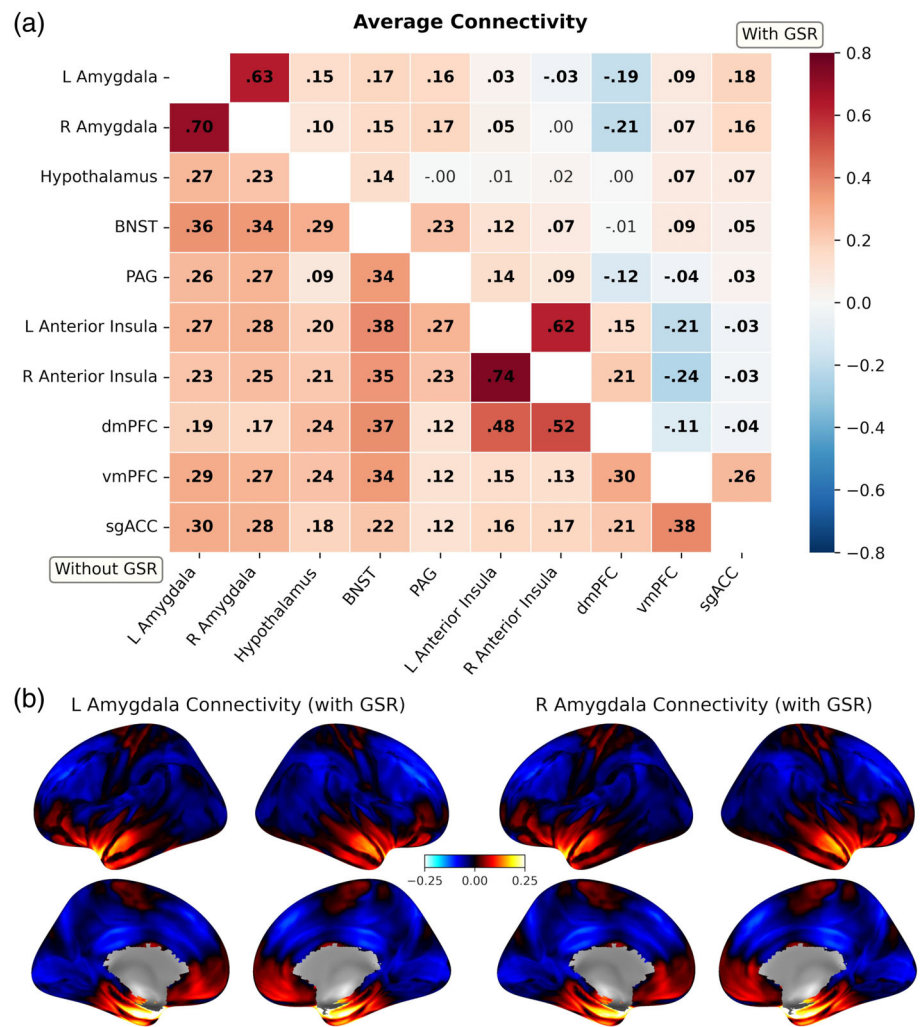 (a)
Average Connectivity
With GSR
L Amygdala .63 .15 .17 .16 .03 -.03 -.19 .09 .18
R Amygdala .70 .10 .15 .17 .05 .00 -.21 .07 .16
Hypothalamus .27 .23 .14 -.00 .01 .02 .00 .07 .07
BNST .36 .34 .29 .23 .12 .07 -.01 .09 .05
PAG .26 .27 .09 .34 .14 .09 -.12 -.04 .03
L Anterior Insula .27 .28 .20 .38 .27 .62 .15 -.21 -.03
R Anterior Insula .23 .25 .21 .35 .23 .74 .21 -.24 -.03
dmPFC .19 .17 .24 .37 .12 .48 .52 -.11 -.04
vmPFC .29 .27 .24 .34 .12 .15 .13 .30 .26
sgACC .30 .28 .18 .22 .12 .16 .17 .21 .38
0.8
0.6
0.4
0.2
0.0
−0.2
−0.4
−0.6
−0.8
Without GSR
L Amygdala
R Amygdala
Hypothalamus
BNST
PAG
L Anterior Insula
R Anterior Insula
dmPFC
vmPFC
sgACC
(b)
L Amygdala Connectivity (with GSR)
R Amygdala Connectivity (with GSR)
−0.25 0.00 0.25